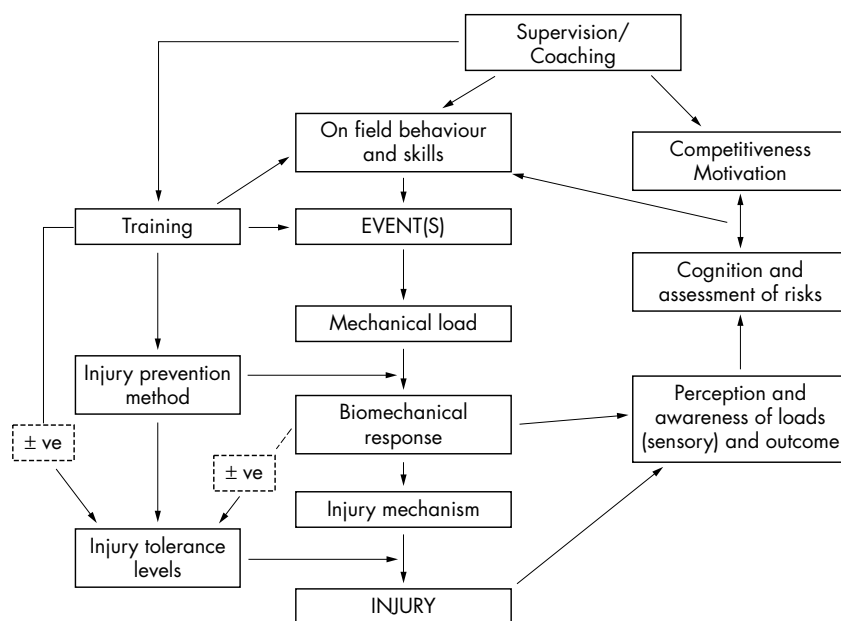 Supervision/
Coaching
On field behaviour
and skills
Competitiveness
Motivation
Training
EVENT(S)
Cognition and
assessment of risks
Mechanical load
Injury prevention
method
Biomechanical
response
Perception and
awareness of loads
(sensory) and outcome
± ve
± ve
Injury mechanism
Injury tolerance
levels
INJURY